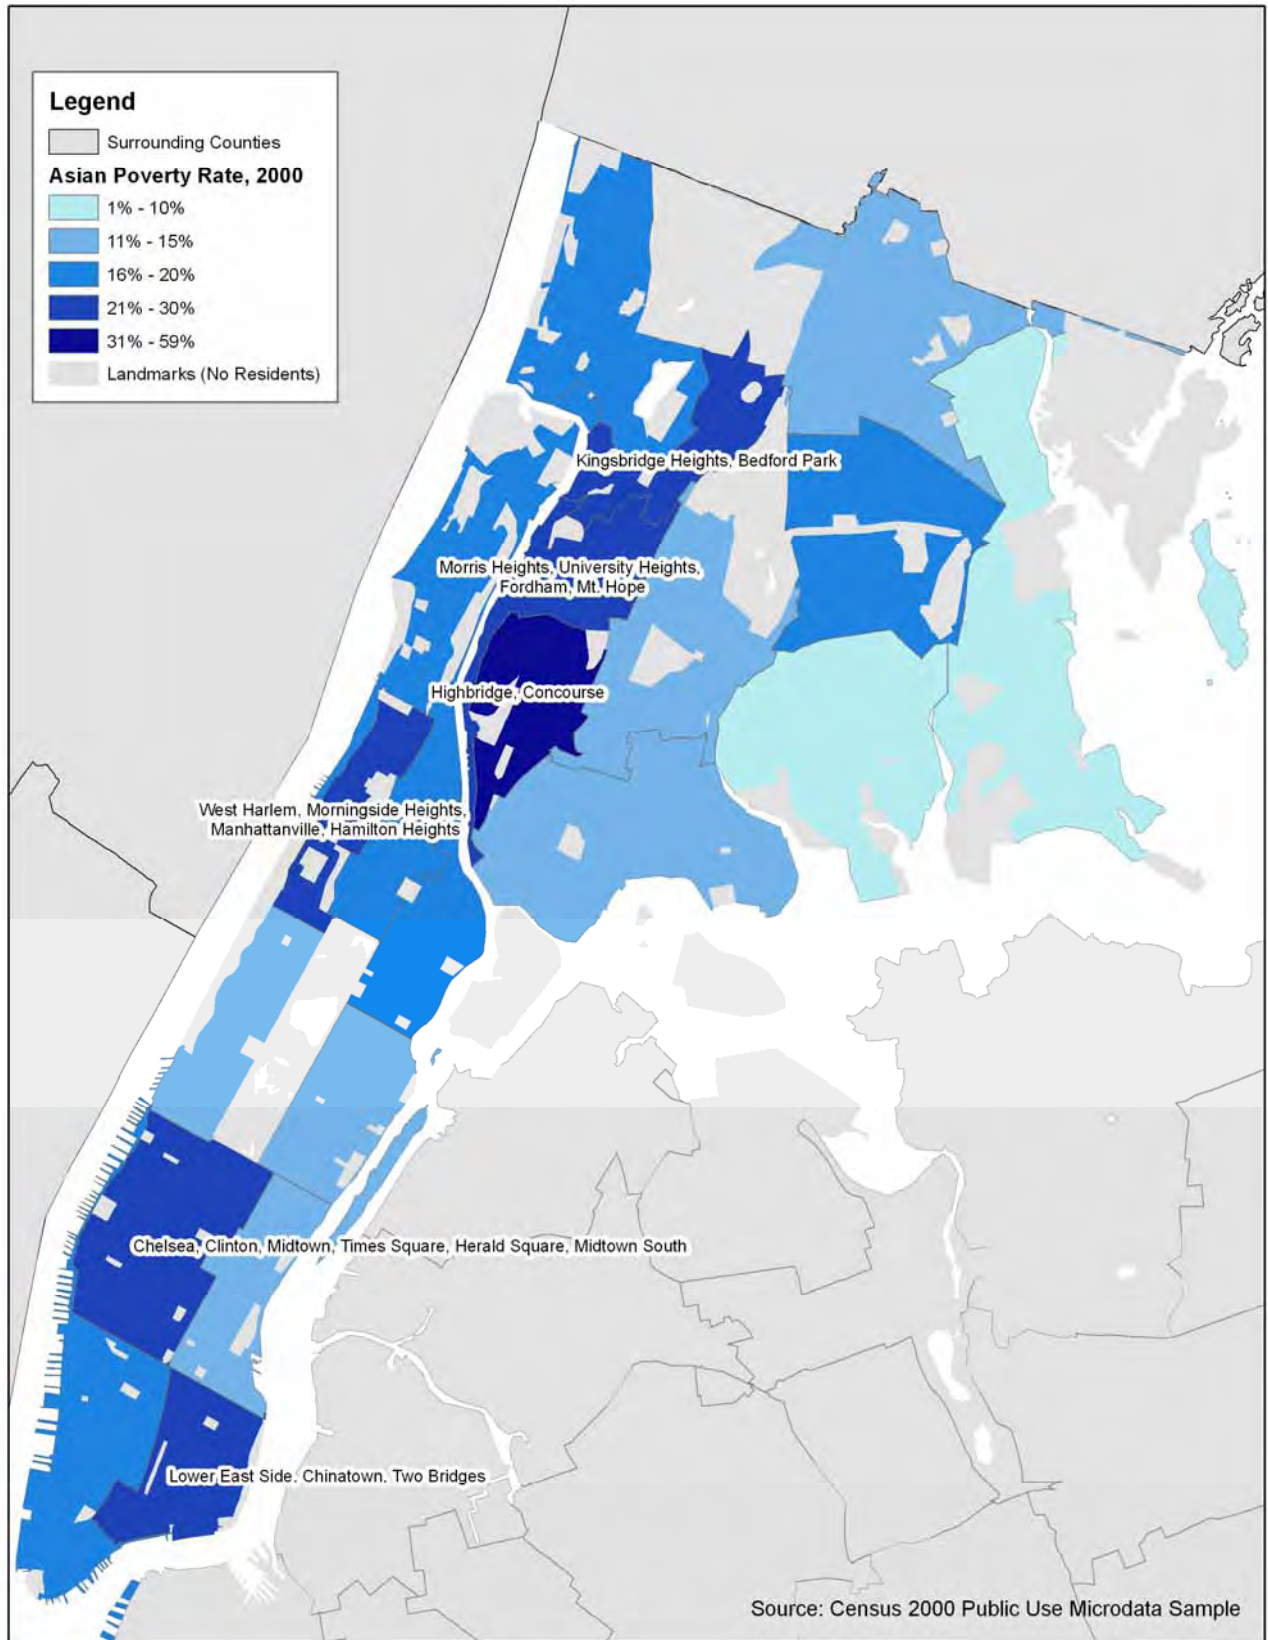 Legend
Surrounding Counties
Asian Poverty Rate, 2000
1% - 10%
11% - 15%
16% - 20%
21% - 30%
31% - 59%
Landmarks (No Residents)
Kingsbridge Heights, Bedford Park
Morris Heights, University Heights,
Fordham, Mt. Hope
Highbridge, Concourse
West Harlem, Morningside Heights,
Manhattanville, Hamilton Heights
Chelsea, Clinton, Midtown, Times Square, Herald Square, Midtown South
Lower East Side. Chinatown. Two Bridges
Source: Census 2000 Public Use Microdata Sample